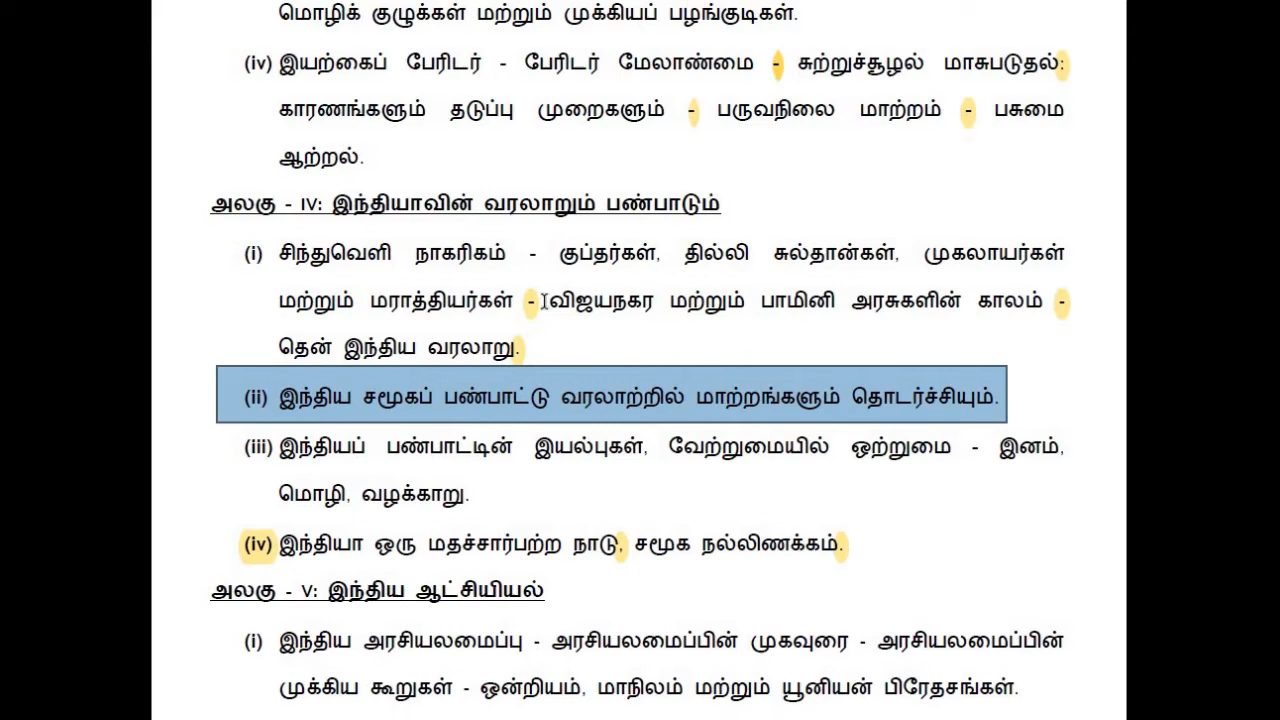 மொழிக் குழுக்கள் மற்றும் முக்கியப் பழங்குடிகள்.
(iv) இயற்கைப் பேரிடர் - பேரிடர் மேலாண்மை - சுற்றுச்சூழல் மாசுபடுதல்:
காரணங்களும் தடுப்பு முறைகளும் - பருவநிலை மாற்றம் - பசுமை
ஆற்றல்.
அலகு - IV: இந்தியாவின் வரலாறும் பண்பாடும்
(i) சிந்துவெளி நாகரிகம் - குப்தர்கள், தில்லி சுல்தான்கள், முகலாயர்கள்
மற்றும் மராத்தியர்கள் - விஜயநகர மற்றும் பாமினி அரசுகளின் காலம் -
தென் இந்திய வரலாறு.
(ii) இந்திய சமூகப் பண்பாட்டு வரலாற்றில் மாற்றங்களும் தொடர்ச்சியும்.
(iii) இந்தியப் பண்பாட்டின் இயல்புகள், வேற்றுமையில் ஒற்றுமை - இனம்,
மொழி, வழக்காறு.
(iv) இந்தியா ஒரு மதச்சார்பற்ற நாடு, சமூக நல்லிணக்கம்.
அலகு - V: இந்திய ஆட்சியியல்
(i) இந்திய அரசியலமைப்பு - அரசியலமைப்பின் முகவுரை - அரசியலமைப்பின்
முக்கிய கூறுகள் - ஒன்றியம், மாநிலம் மற்றும் யூனியன் பிரதேசங்கள்.